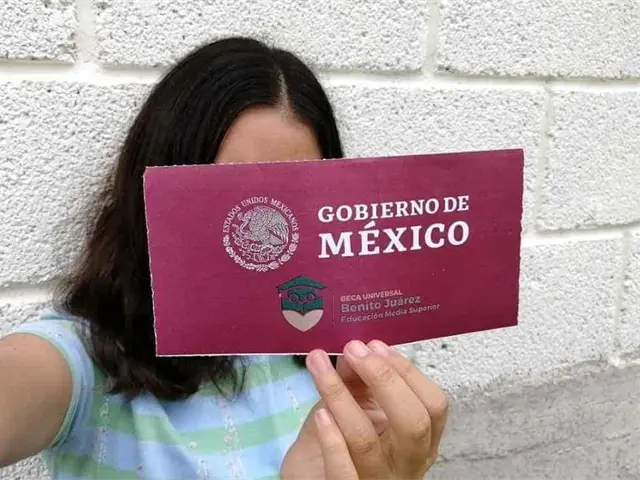 ESTADOS UNIDOS MEXICANOS
GOBIERNO DE
MÉXICO
BECA UNIVERSAL
Benito Juárez
Educación Media Superior